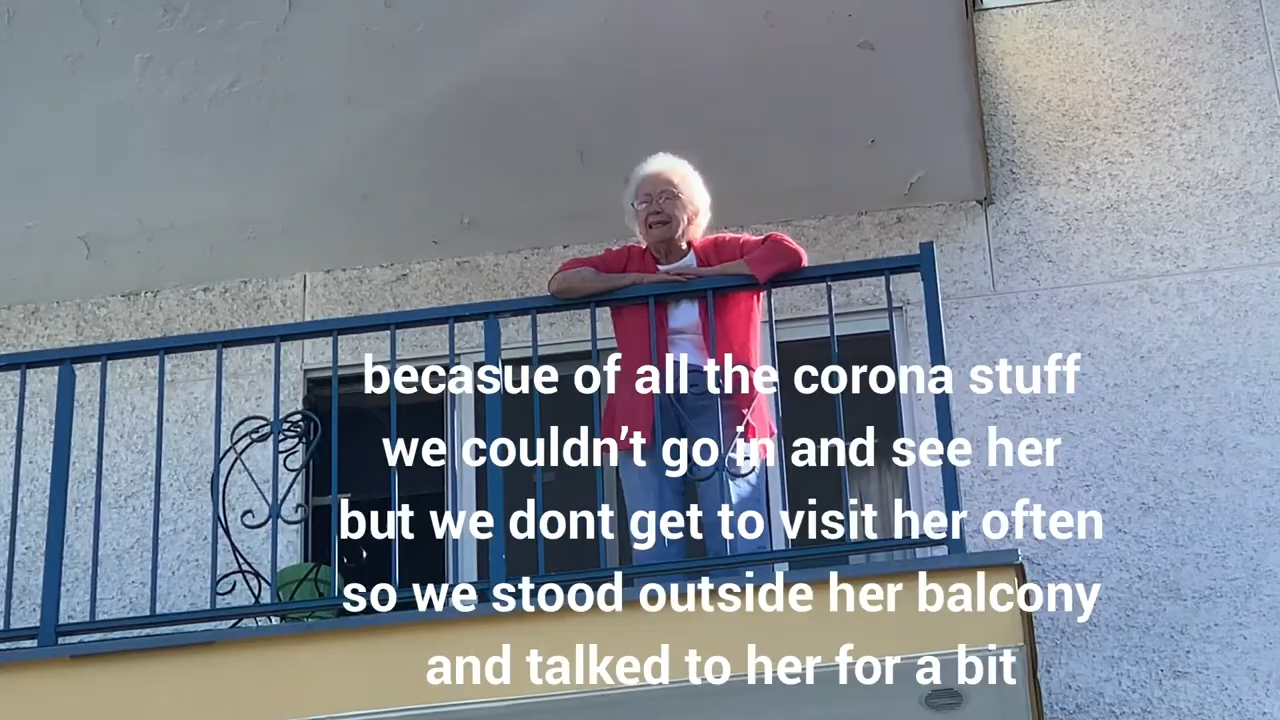 becasue of all the corona stuff
we couldn't go in and see her
but we dont get to visit her often
so we stood outside her balcony
and talked to her for a bit